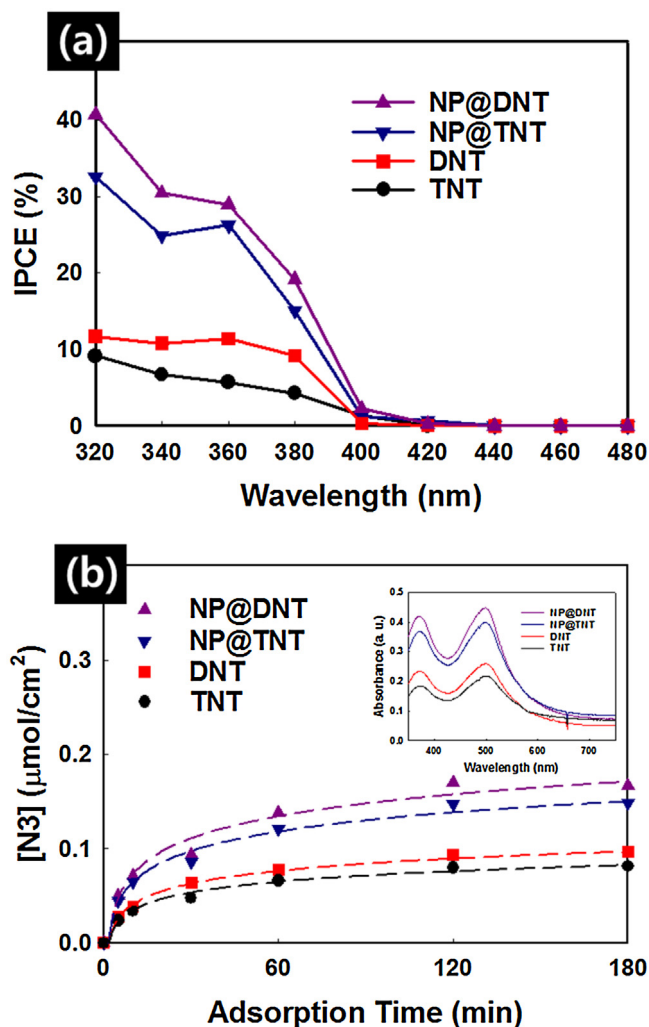 (a)
NP@DNT
NP@TNT
DNT
TNT
IPCE (%)
40
30
20
10
0
320 340 360 380 400 420 440 460 480
Wavelength (nm)
(b)
NP@DNT
NP@TNT
DNT
TNT
[N3] (μmol/cm²)
0.3
0.2
0.1
0.0
0 60 120 180
Adsorption Time (min)
Absorbance (a. u.)
0.5
0.4
0.3
0.2
0.1
0.0
NP@DNT
NP@TNT
DNT
TNT
400 500 600 700
Wavelength (nm)